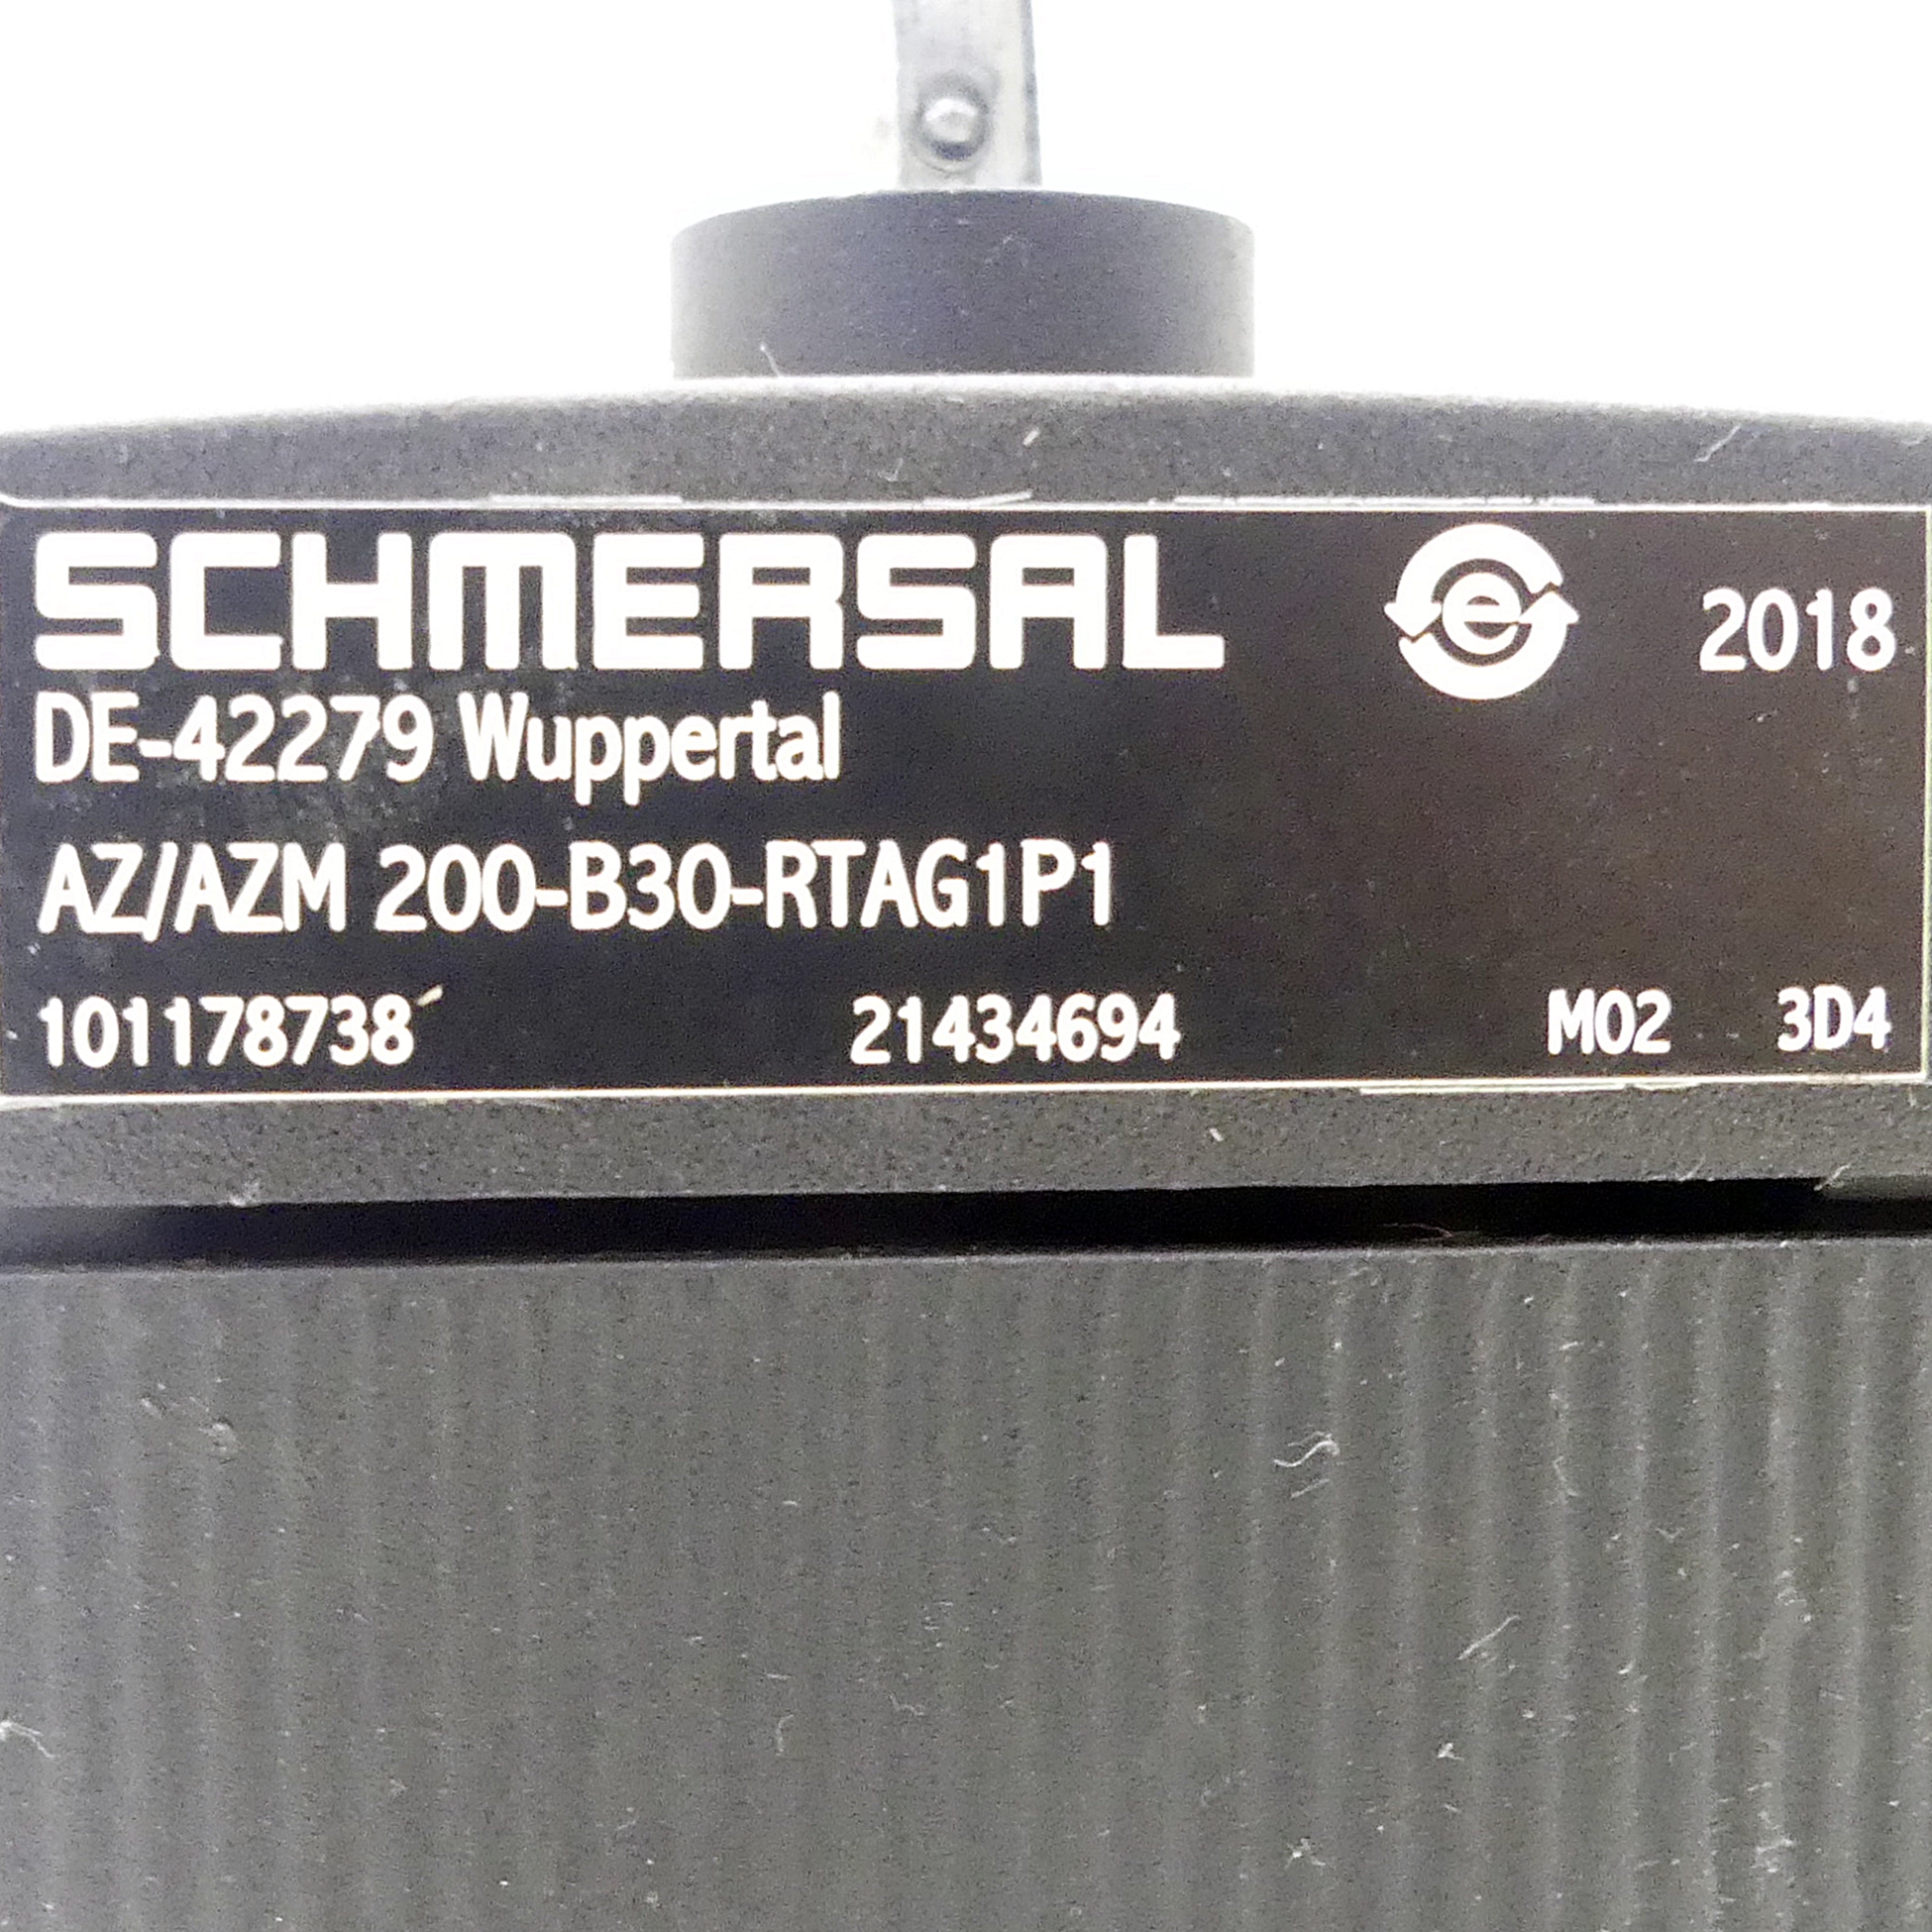 SCHMERSAL e 2018
DE-42279 Wuppertal
AZ/AZM 200-B30-RTAG1P1
101178738 21434694 M02 3D4